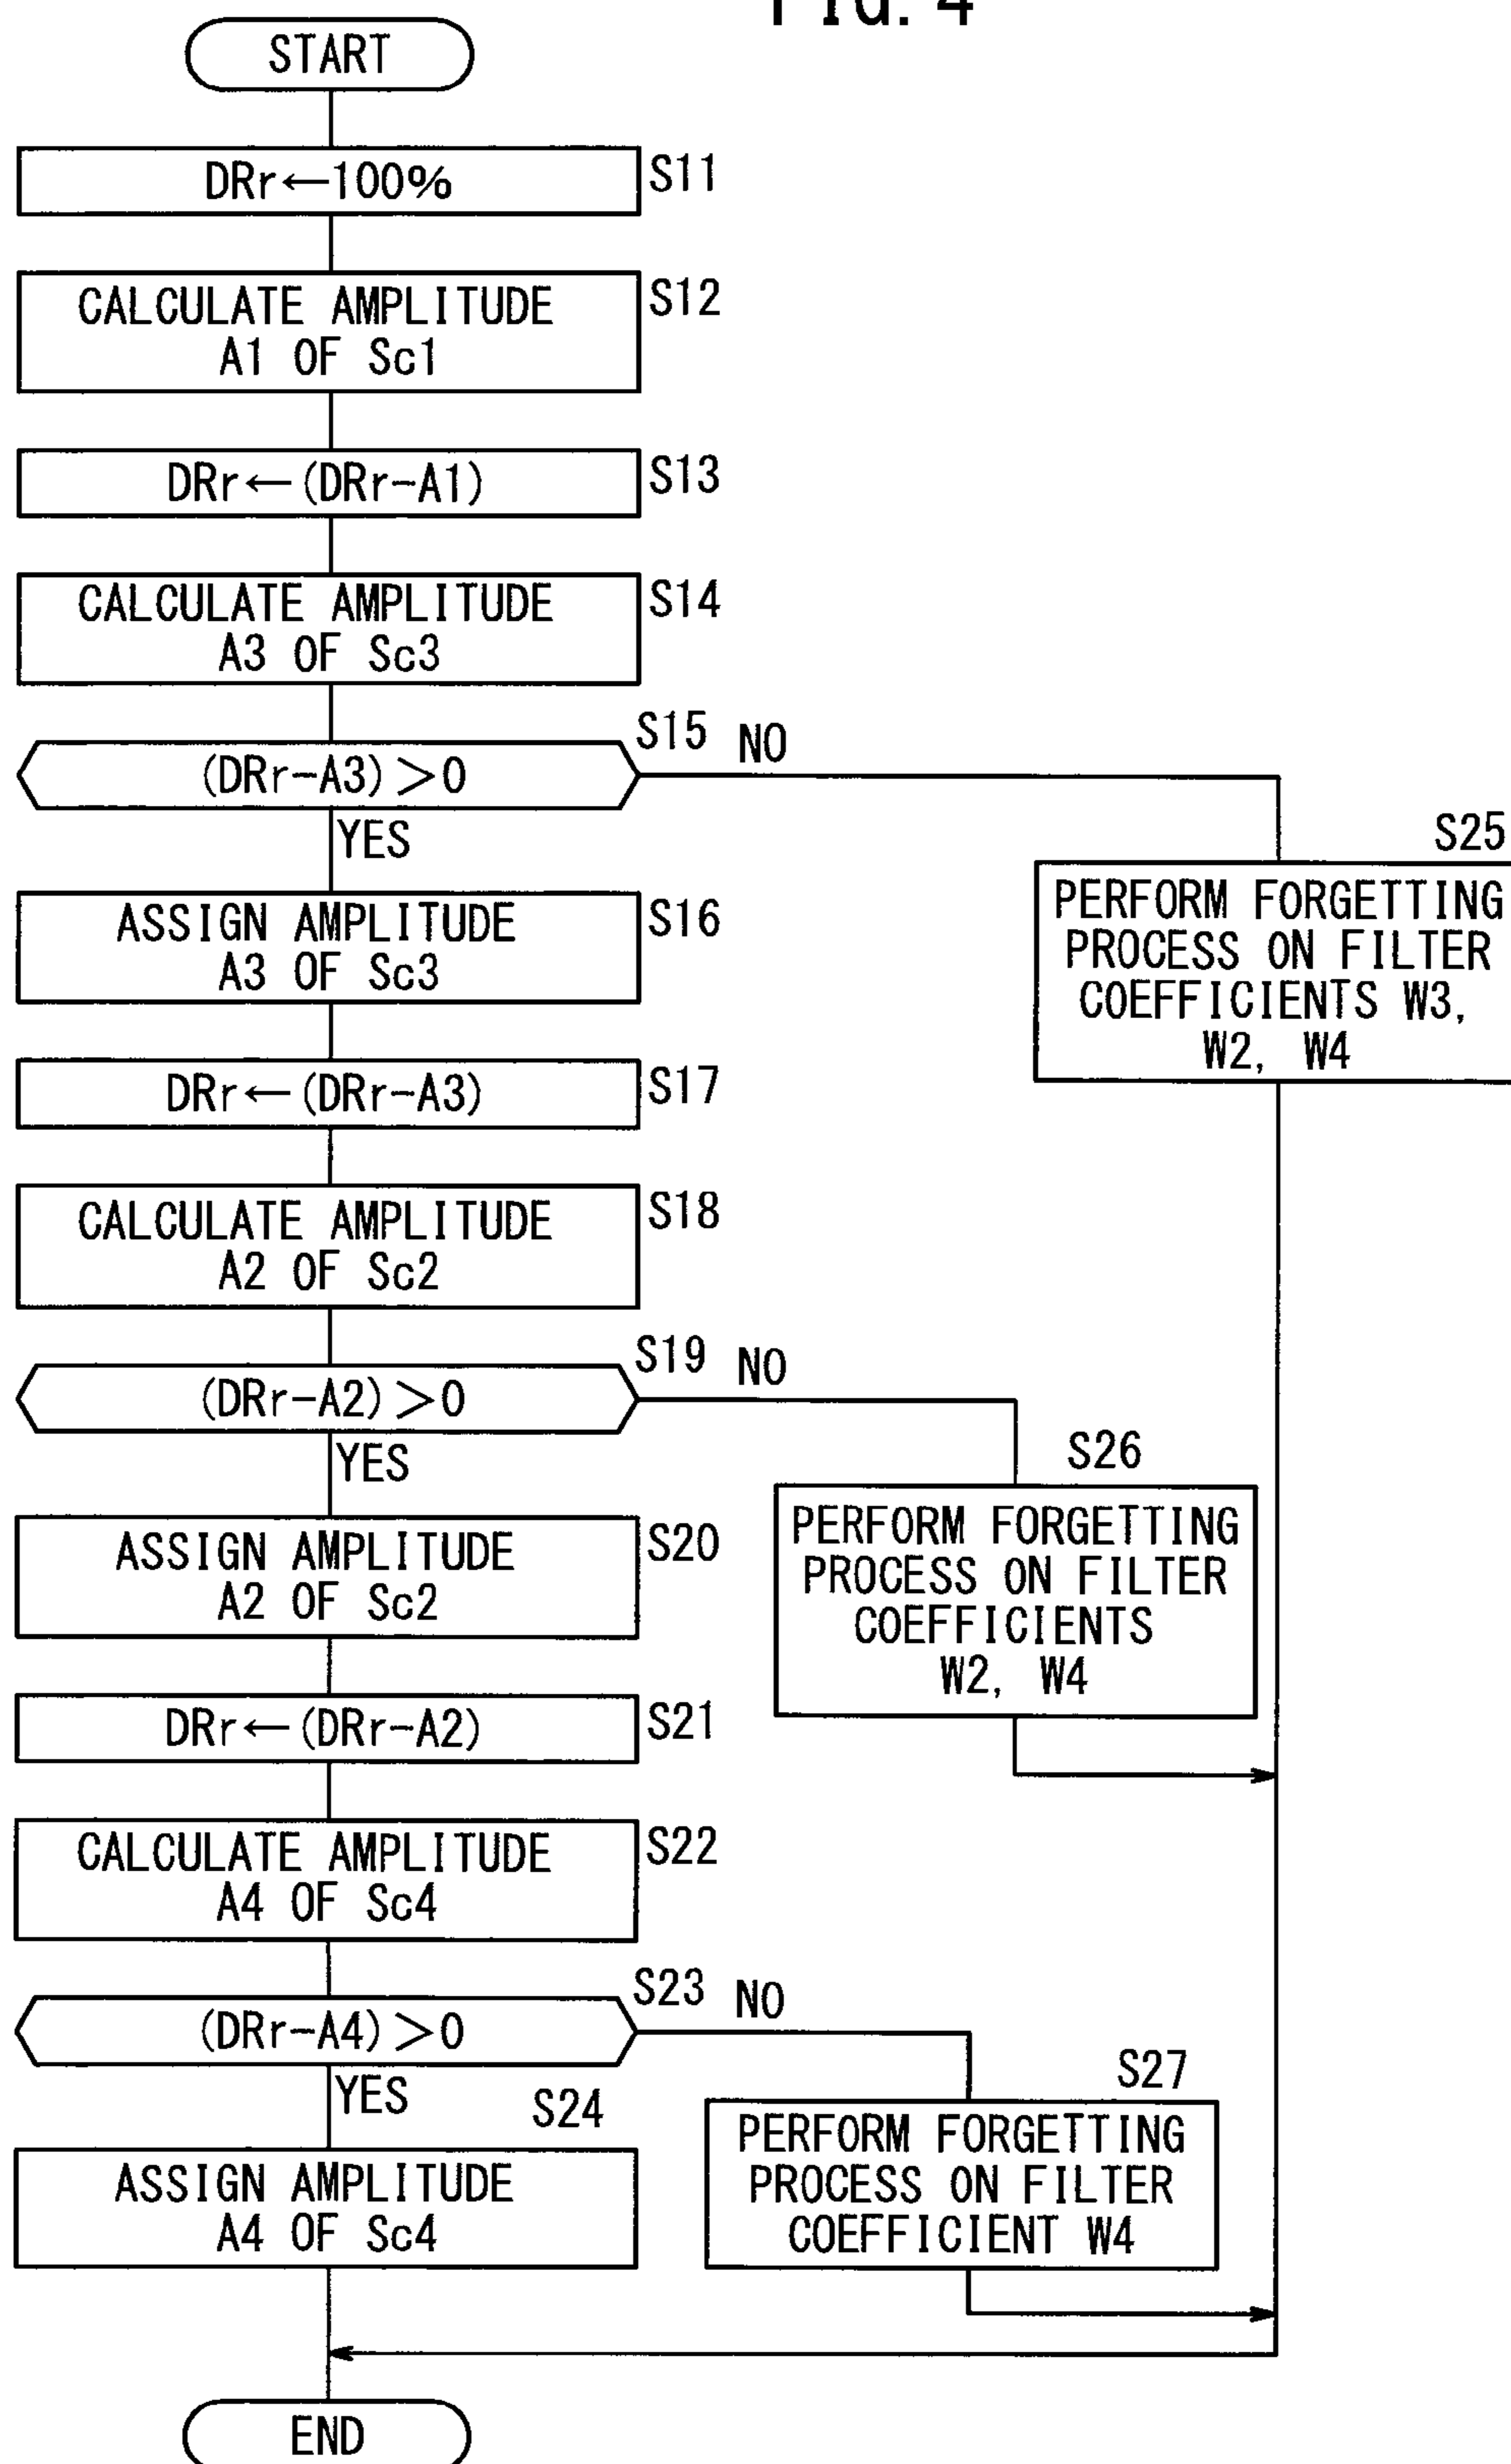 FIG. 4
START
DRr←100%
S11
CALCULATE AMPLITUDE
A1 OF Sc1
S12
DRr←(DRr-A1)
S13
CALCULATE AMPLITUDE
A3 OF Sc3
S14
(DRr-A3)>0
S15
NO
YES
S25
PERFORM FORGETTING
PROCESS ON FILTER
COEFFICIENTS W3,
W2, W4
ASSIGN AMPLITUDE
A3 OF Sc3
S16
DRr←(DRr-A3)
S17
CALCULATE AMPLITUDE
A2 OF Sc2
S18
(DRr-A2)>0
S19
NO
YES
S26
PERFORM FORGETTING
PROCESS ON FILTER
COEFFICIENTS
W2, W4
ASSIGN AMPLITUDE
A2 OF Sc2
S20
DRr←(DRr-A2)
S21
CALCULATE AMPLITUDE
A4 OF Sc4
S22
(DRr-A4)>0
S23
NO
YES
S27
PERFORM FORGETTING
PROCESS ON FILTER
COEFFICIENT W4
S24
ASSIGN AMPLITUDE
A4 OF Sc4
END